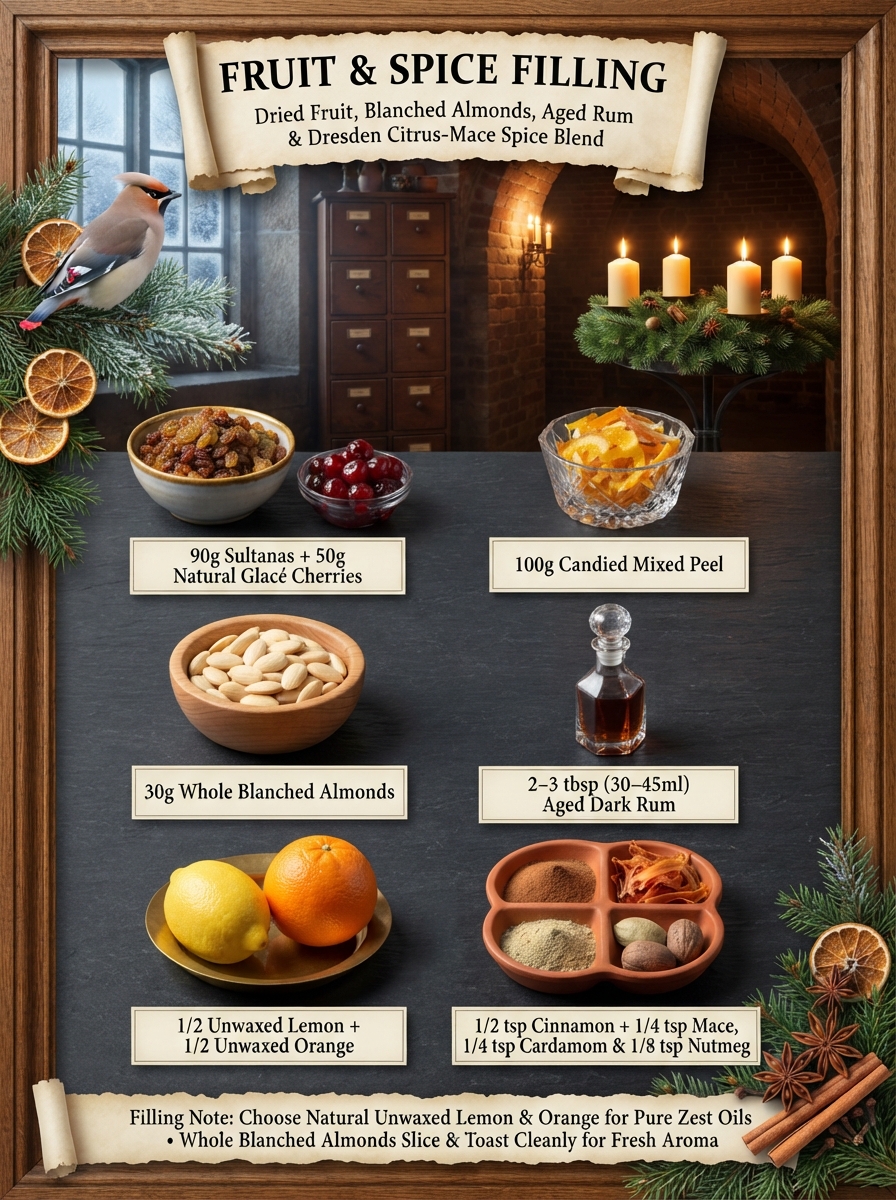 FRUIT & SPICE FILLING
Dried Fruit, Blanched Almonds, Aged Rum
& Dresden Citrus-Mace Spice Blend
90g Sultanas + 50g
Natural Glacé Cherries
100g Candied Mixed Peel
30g Whole Blanched Almonds
2–3 tbsp (30–45ml)
Aged Dark Rum
1/2 Unwaxed Lemon +
1/2 Unwaxed Orange
1/2 tsp Cinnamon + 1/4 tsp Mace,
1/4 tsp Cardamom & 1/8 tsp Nutmeg
Filling Note: Choose Natural Unwaxed Lemon & Orange for Pure Zest Oils
• Whole Blanched Almonds Slice & Toast Cleanly for Fresh Aroma